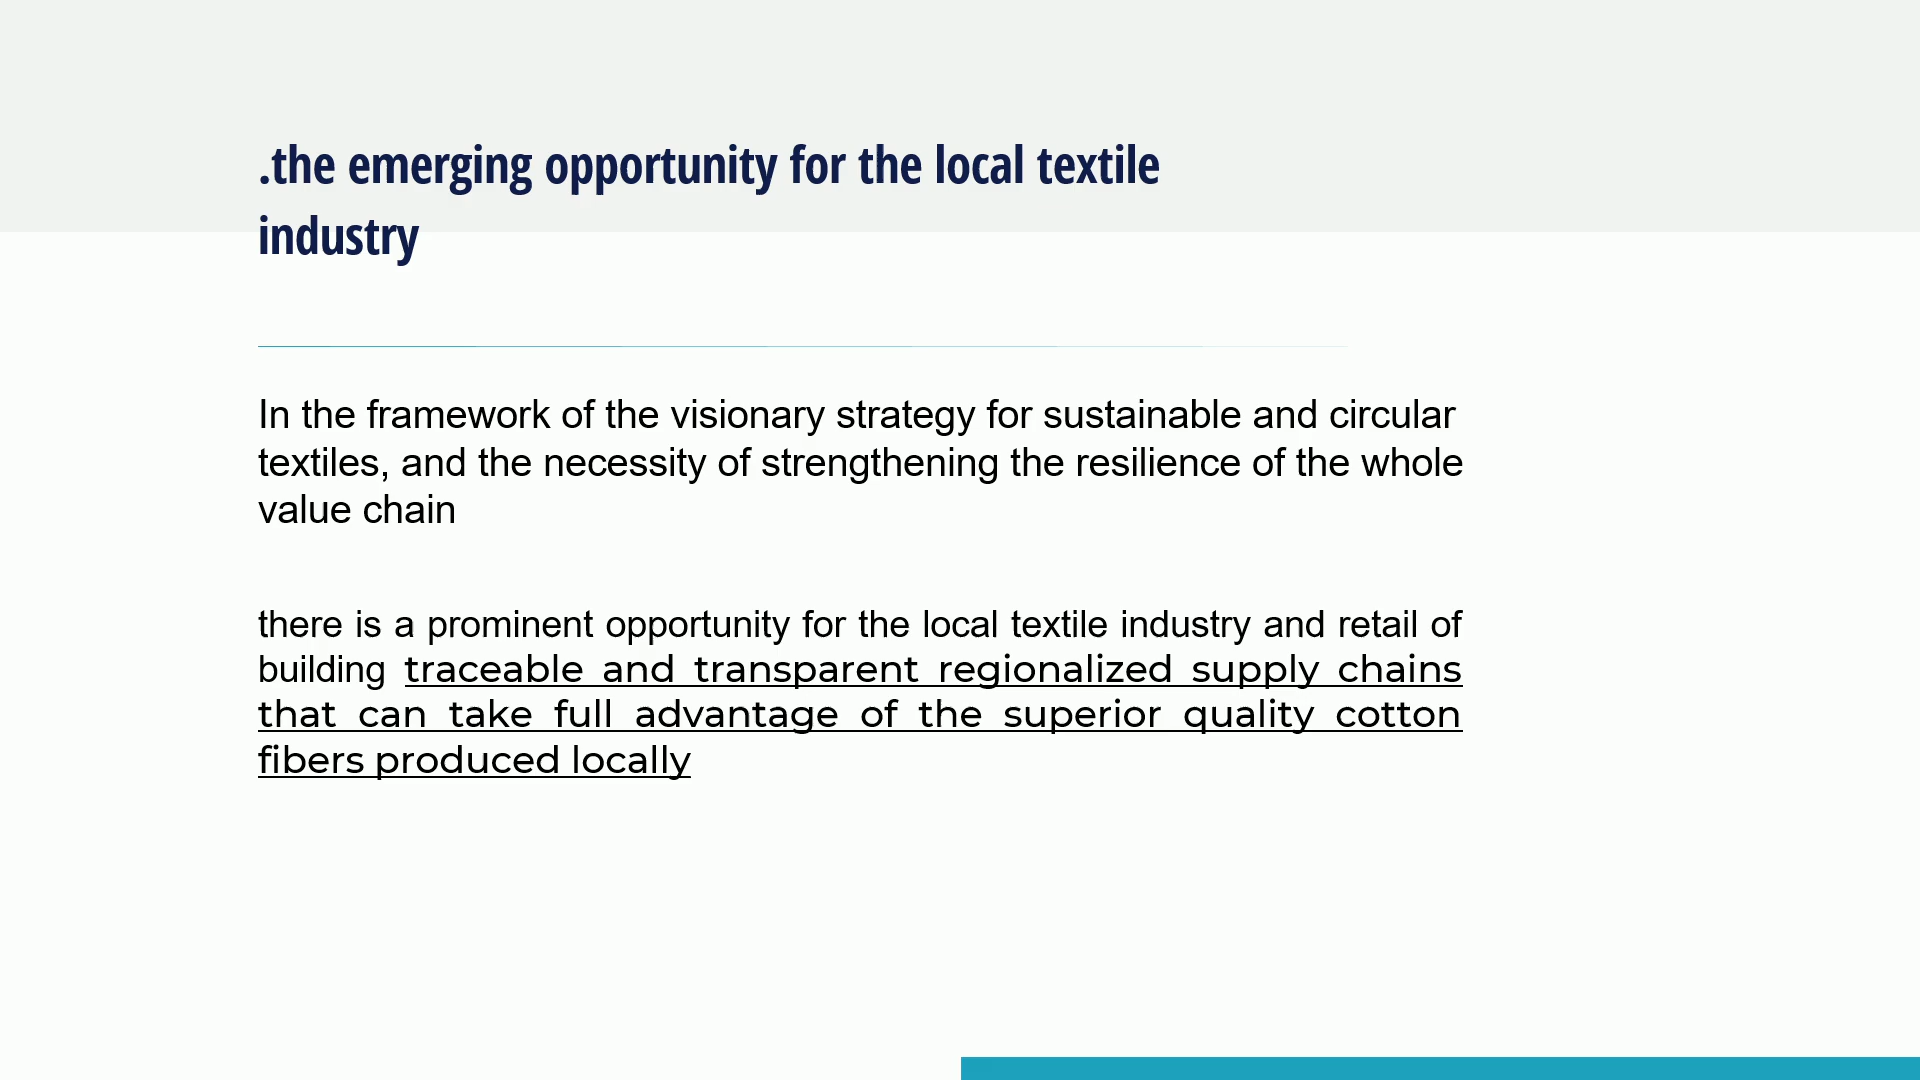 .the emerging opportunity for the local textile
industry
In the framework of the visionary strategy for sustainable and circular
textiles, and the necessity of strengthening the resilience of the whole
value chain
there is a prominent opportunity for the local textile industry and retail of
building traceable and transparent regionalized supply chains
that can take full advantage of the superior quality cotton
fibers produced locally